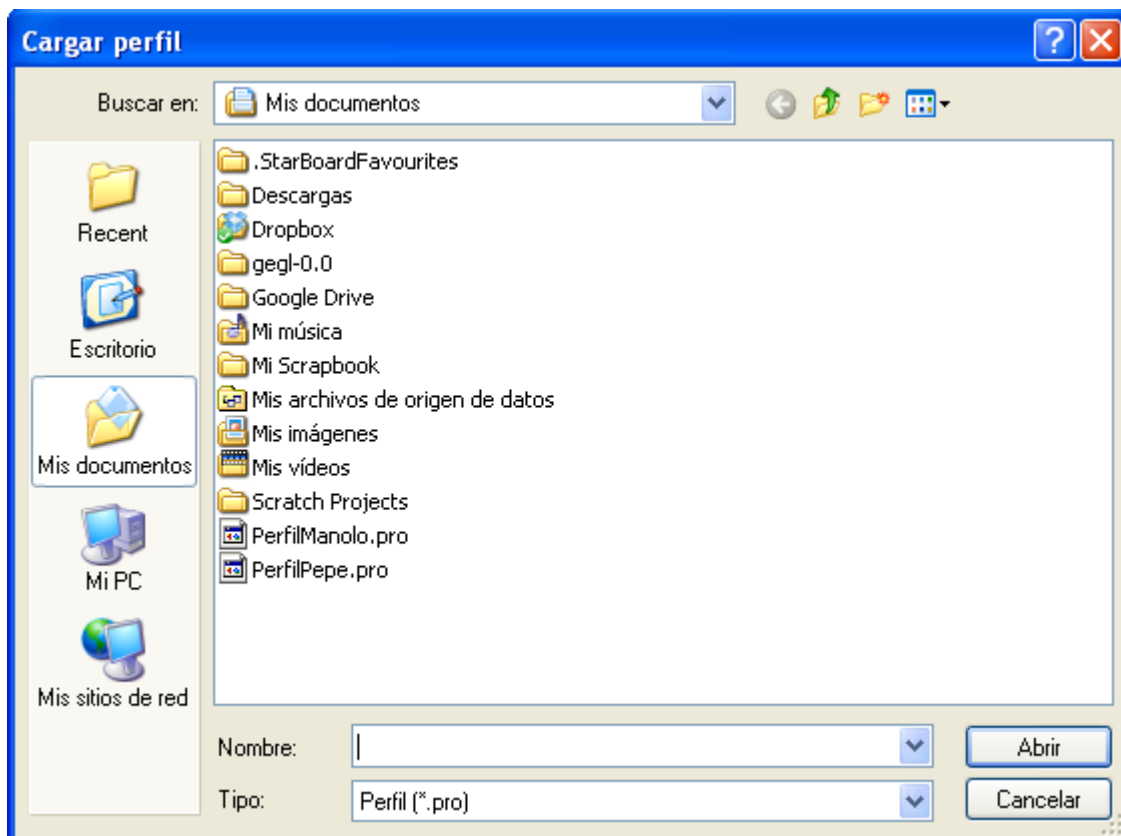 Cargar perfil
Buscar en: Mis documentos
Recent
Escritorio
Mis documentos
Mi PC
Mis sitios de red
.StarBoardFavourites
Descargas
Dropbox
gegl-0.0
Google Drive
Mi música
Mi Scrapbook
Mis archivos de origen de datos
Mis imágenes
Mis vídeos
Scratch Projects
PerfilManolo.pro
PerfilPepe.pro
Nombre: Abrir
Tipo: Perfil (*.pro) Cancelar